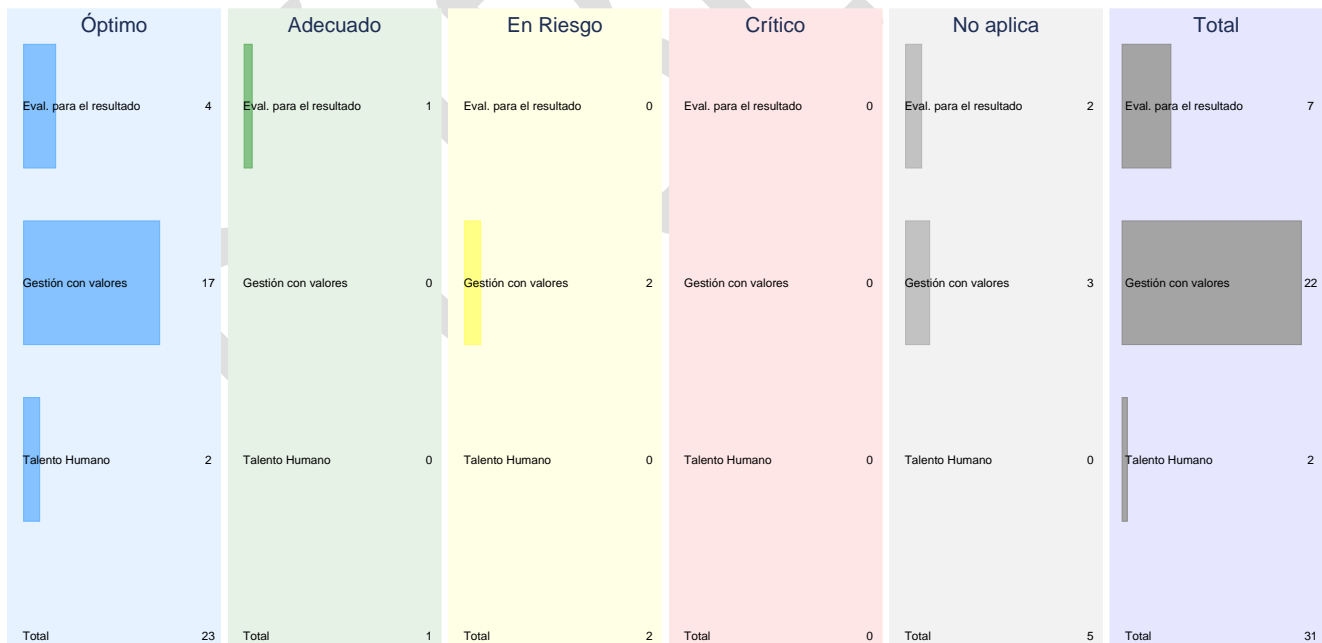 Óptimo Adecuado En Riesgo Crítico No aplica Total
Eval. para el resultado 4 Eval. para el resultado 1 Eval. para el resultado 0 Eval. para el resultado 0 Eval. para el resultado 2 Eval. para el resultado 7
Gestión con valores 17 Gestión con valores 0 Gestión con valores 2 Gestión con valores 0 Gestión con valores 3 Gestión con valores 22
Talento Humano 2 Talento Humano 0 Talento Humano 0 Talento Humano 0 Talento Humano 0 Talento Humano 2
Total 23 Total 1 Total 2 Total 0 Total 5 Total 31